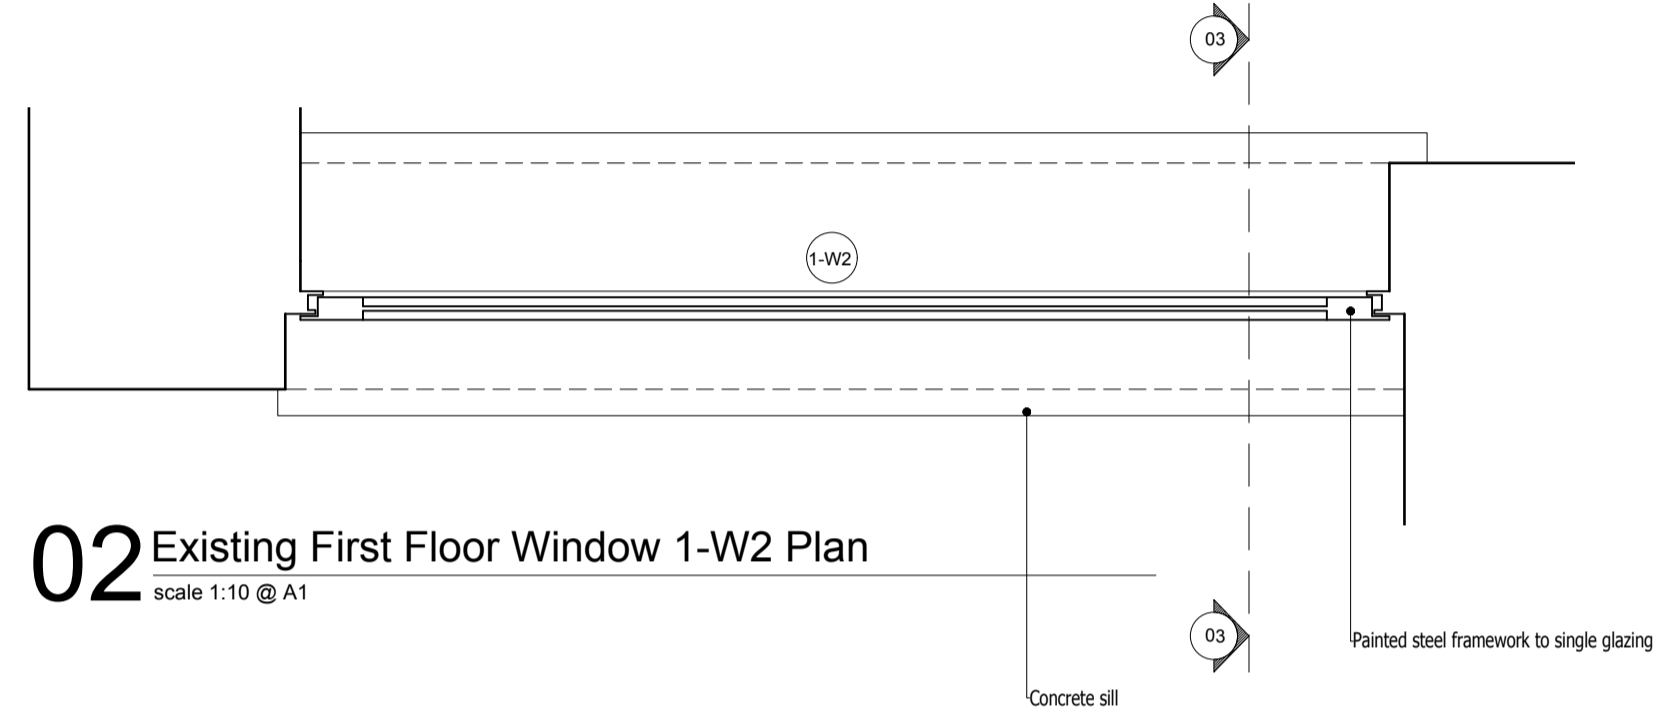 03
1-W2
02 Existing First Floor Window 1-W2 Plan
scale 1:10 @ A1
03
Painted steel framework to single glazing
Concrete sill